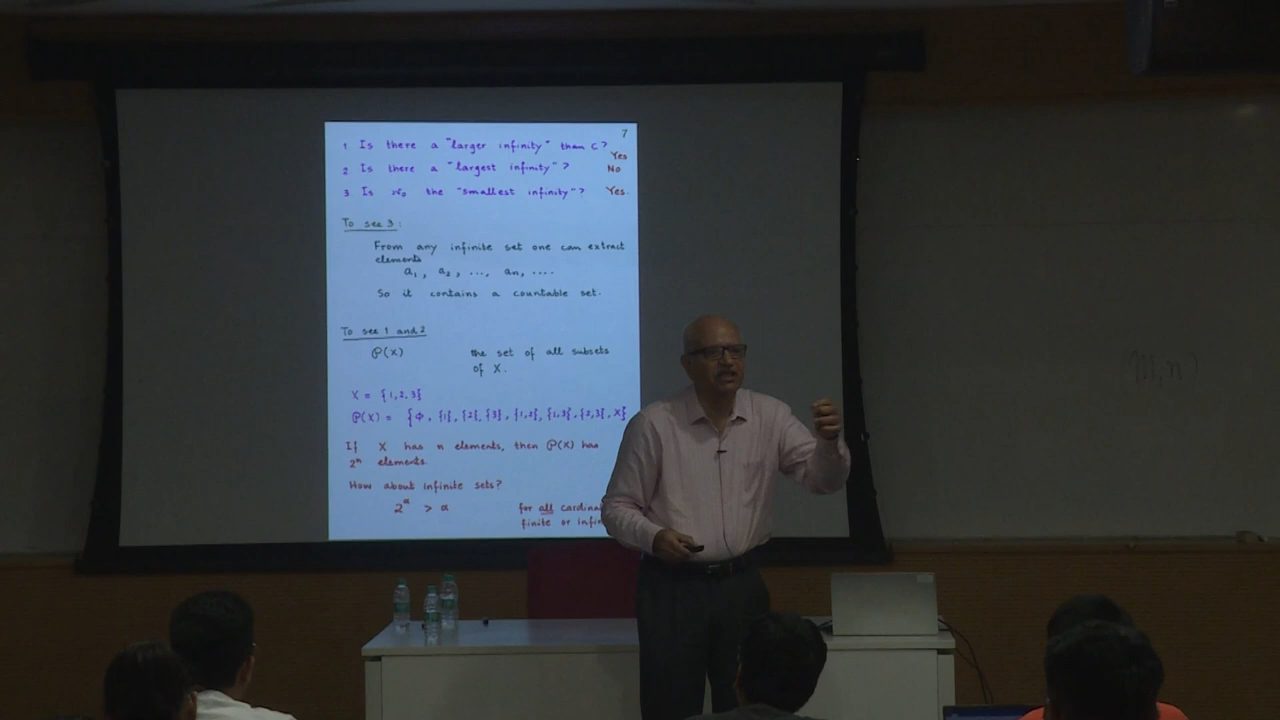 7
1 Is there a "larger infinity" than C? Yes
2 Is there a "largest infinity"? No
3 Is ℵ₀ the "smallest infinity"? Yes.
To see 3:
From any infinite set one can extract
elements
a₁, a₂, ..., aₙ, ....
So it contains a countable set.
To see 1 and 2
℘(X) the set of all subsets
of X.
X = {1,2,3}
℘(X) = {Φ, {1}, {2}, {3}, {1,2}, {1,3}, {2,3}, X}
If X has n elements, then ℘(X) has
2ⁿ elements.
How about infinite sets?
2^α > α for all cardina
finite or infin